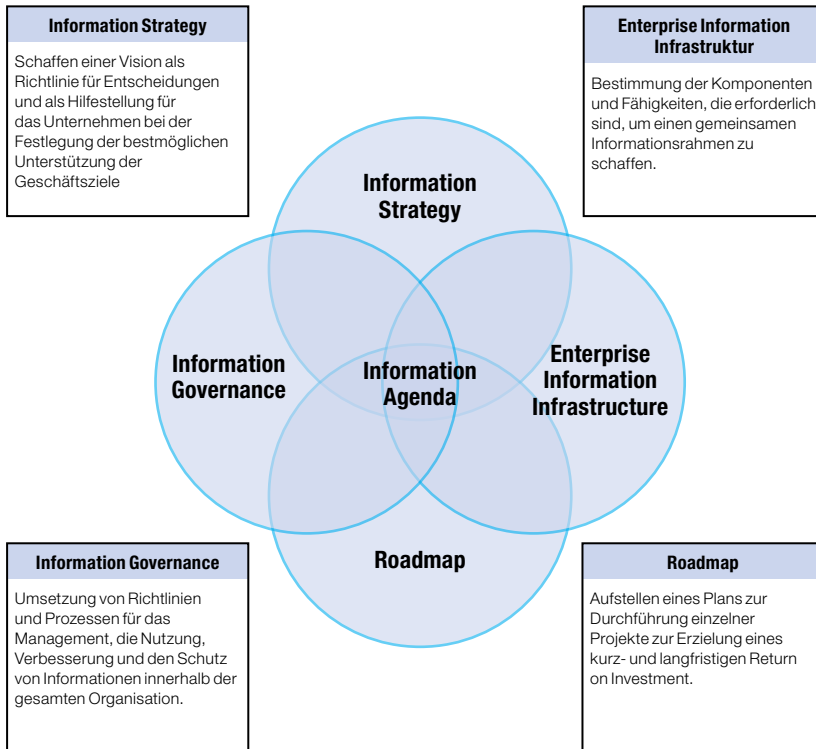 Information Strategy
Schaffen einer Vision als
Richtlinie für Entscheidungen
und als Hilfestellung für
das Unternehmen bei der
Festlegung der bestmöglichen
Unterstützung der
Geschäftsziele
Enterprise Information
Infrastruktur
Bestimmung der Komponenten
und Fähigkeiten, die erforderlich
sind, um einen gemeinsamen
Informationsrahmen zu
schaffen.
Information
Strategy
Information
Governance
Information
Agenda
Enterprise
Information
Infrastructure
Roadmap
Information Governance
Umsetzung von Richtlinien
und Prozessen für das
Management, die Nutzung,
Verbesserung und den Schutz
von Informationen innerhalb der
gesamten Organisation.
Roadmap
Aufstellen eines Plans zur
Durchführung einzelner
Projekte zur Erzielung eines
kurz- und langfristigen Return
on Investment.